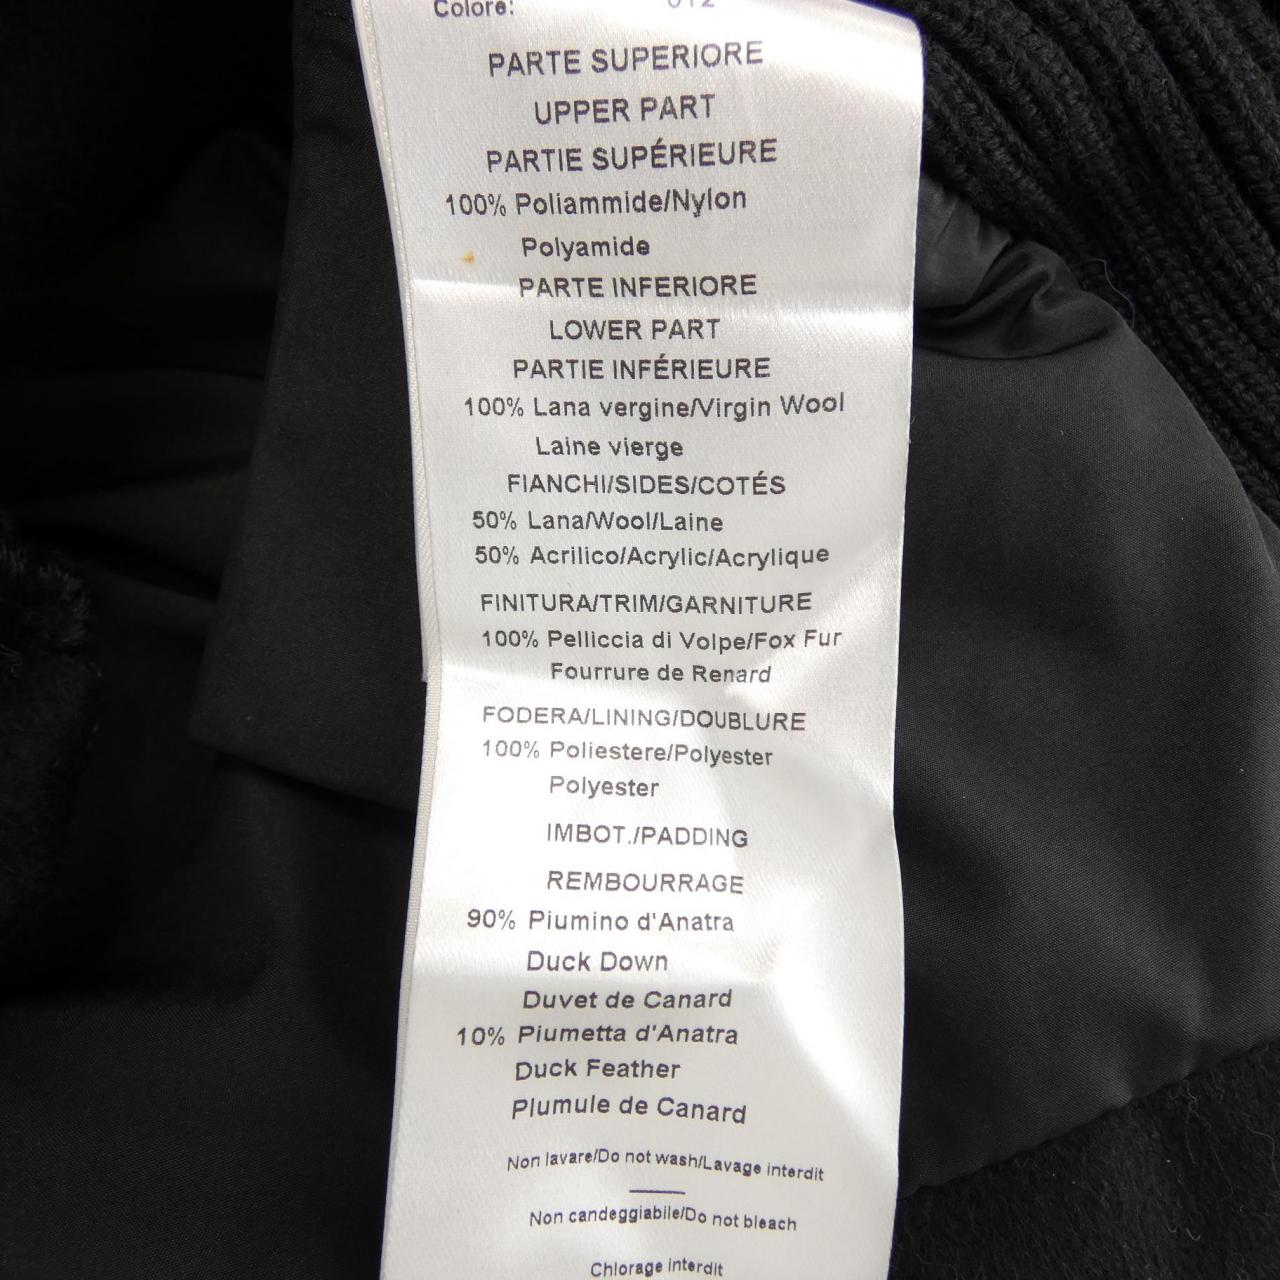 Colore:
PARTE SUPERIORE
UPPER PART
PARTIE SUPÉRIEURE
100% Poliammide/Nylon
Polyamide
PARTE INFERIORE
LOWER PART
PARTIE INFÉRIEURE
100% Lana vergine/Virgin Wool
Laine vierge
FIANCHI/SIDES/COTÉS
50% Lana/Wool/Laine
50% Acrilico/Acrylic/Acrylique
FINITURA/TRIM/GARNITURE
100% Pelliccia di Volpe/Fox Fur
Fourrure de Renard
FODERA/LINING/DOUBLURE
100% Poliestere/Polyester
Polyester
IMBOT./PADDING
REMBOURRAGE
90% Piumino d'Anatra
Duck Down
Duvet de Canard
10% Piumetta d'Anatra
Duck Feather
Plumule de Canard
Non lavare/Do not wash/Lavage interdit
Non candeggiabile/Do not bleach
Chlorage interdit